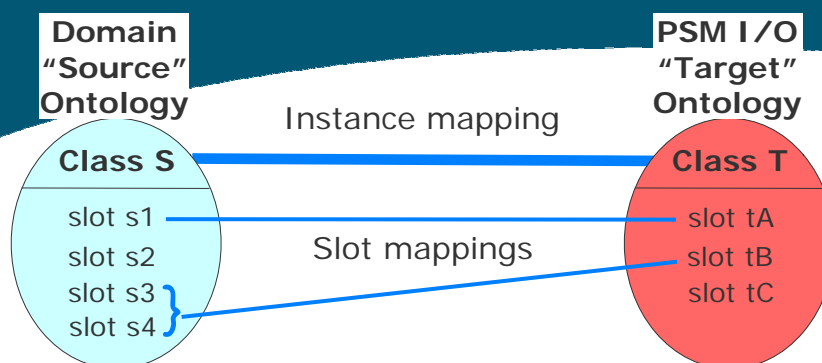 Domain
“Source”
Ontology
PSM I/O
“Target”
Ontology
Instance mapping
Class S
Class T
slot s1
slot tA
Slot mappings
slot s2
slot tB
slot s3
slot tC
slot s4